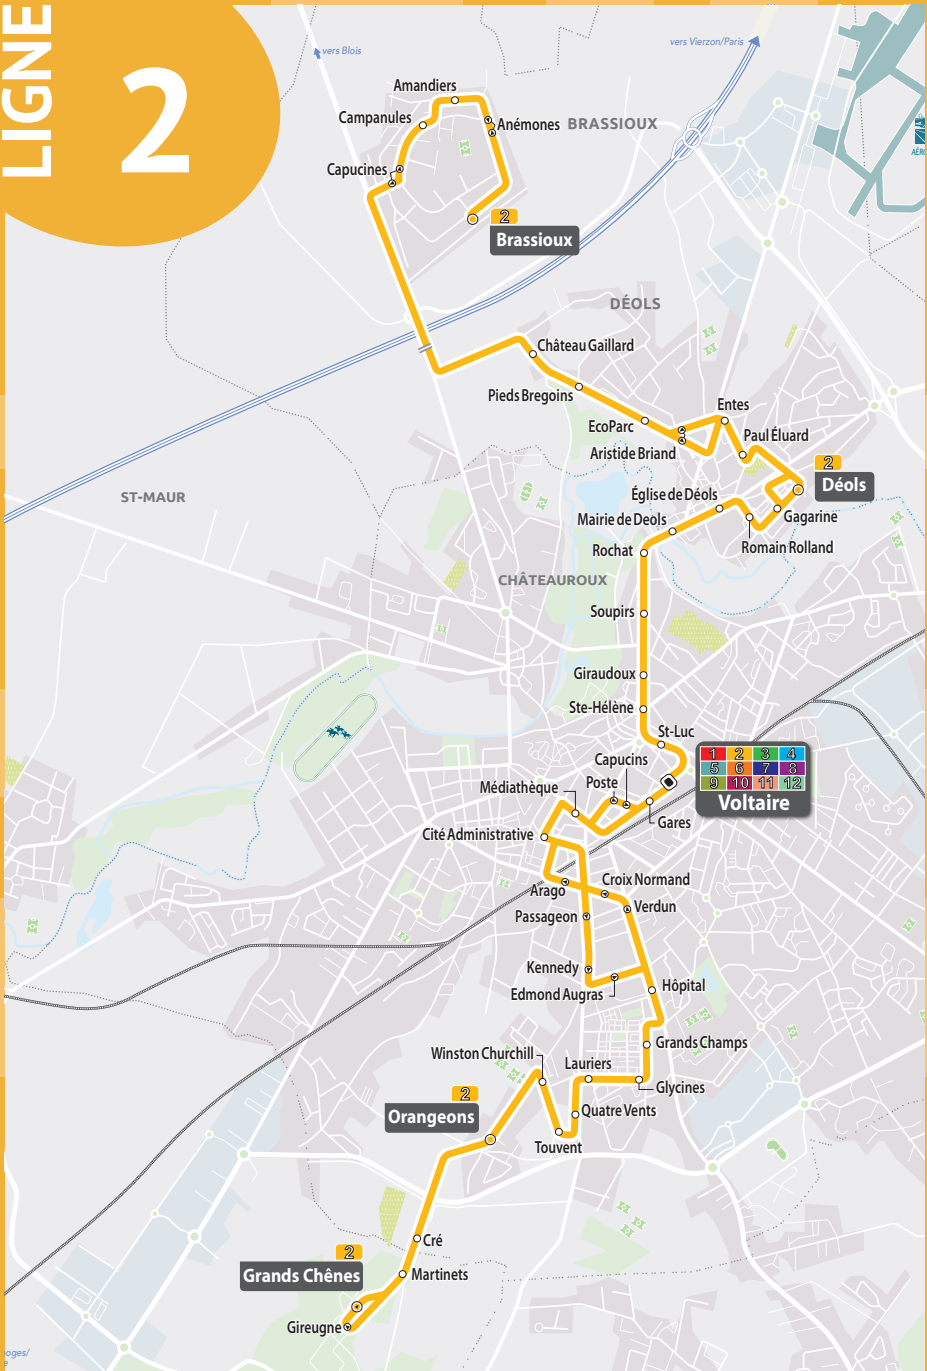 LIGNE
2
vers Blois
vers Vierzon/Paris
Amandiers
Campanules
Anémones
BRASSIOUX
Capucines
2
Brassioux
DÉOLS
Château Gaillard
Pieds Bregoins
Entes
EcoParc
Paul Éluard
Aristide Briand
2
Déols
ST-MAUR
Église de Déols
Mairie de Deols
Gagarine
Rochat
Romain Rolland
CHÂTEAUROUX
Soupirs
Giraudoux
Ste-Hélène
St-Luc
Capucins
1 2 3 4
5 6 7 8
9 10 11 12
Voltaire
Poste
Médiathèque
Gares
Cité Administrative
Croix Normand
Arago
Verdun
Passageon
Kennedy
Hôpital
Edmond Augras
Grands Champs
Winston Churchill
Lauriers
Glycines
2
Orangeons
Quatre Vents
Touvent
Cré
2
Grands Chênes
Martinets
Gireugne